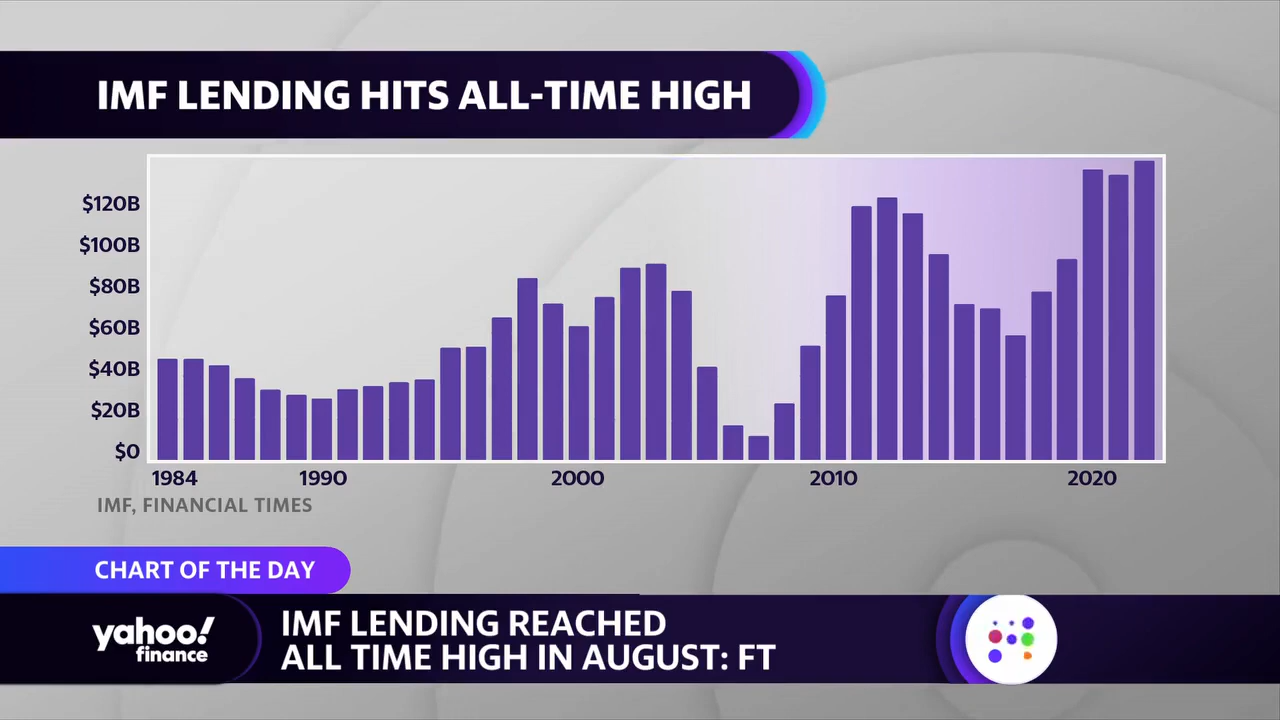 IMF LENDING HITS ALL-TIME HIGH
$120B
$100B
$80B
$60B
$40B
$20B
$0
1984 1990 2000 2010 2020
IMF, FINANCIAL TIMES
CHART OF THE DAY
yahoo!
finance
IMF LENDING REACHED
ALL TIME HIGH IN AUGUST: FT